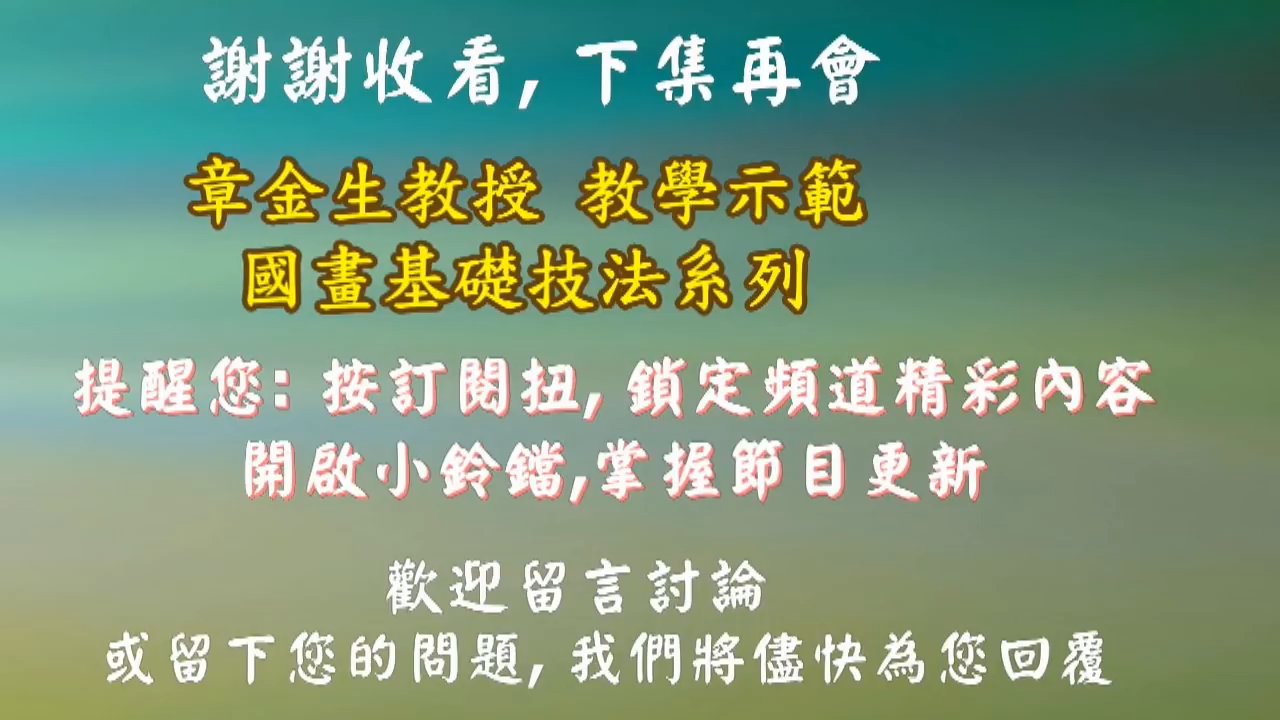 謝謝收看, 下集再會
章金生教授 教學示範
國畫基礎技法系列
提醒您: 按訂閱扭, 鎖定頻道精彩內容
開啟小鈴鐺,掌握節目更新
歡迎留言討論
或留下您的問題, 我們將儘快為您回覆